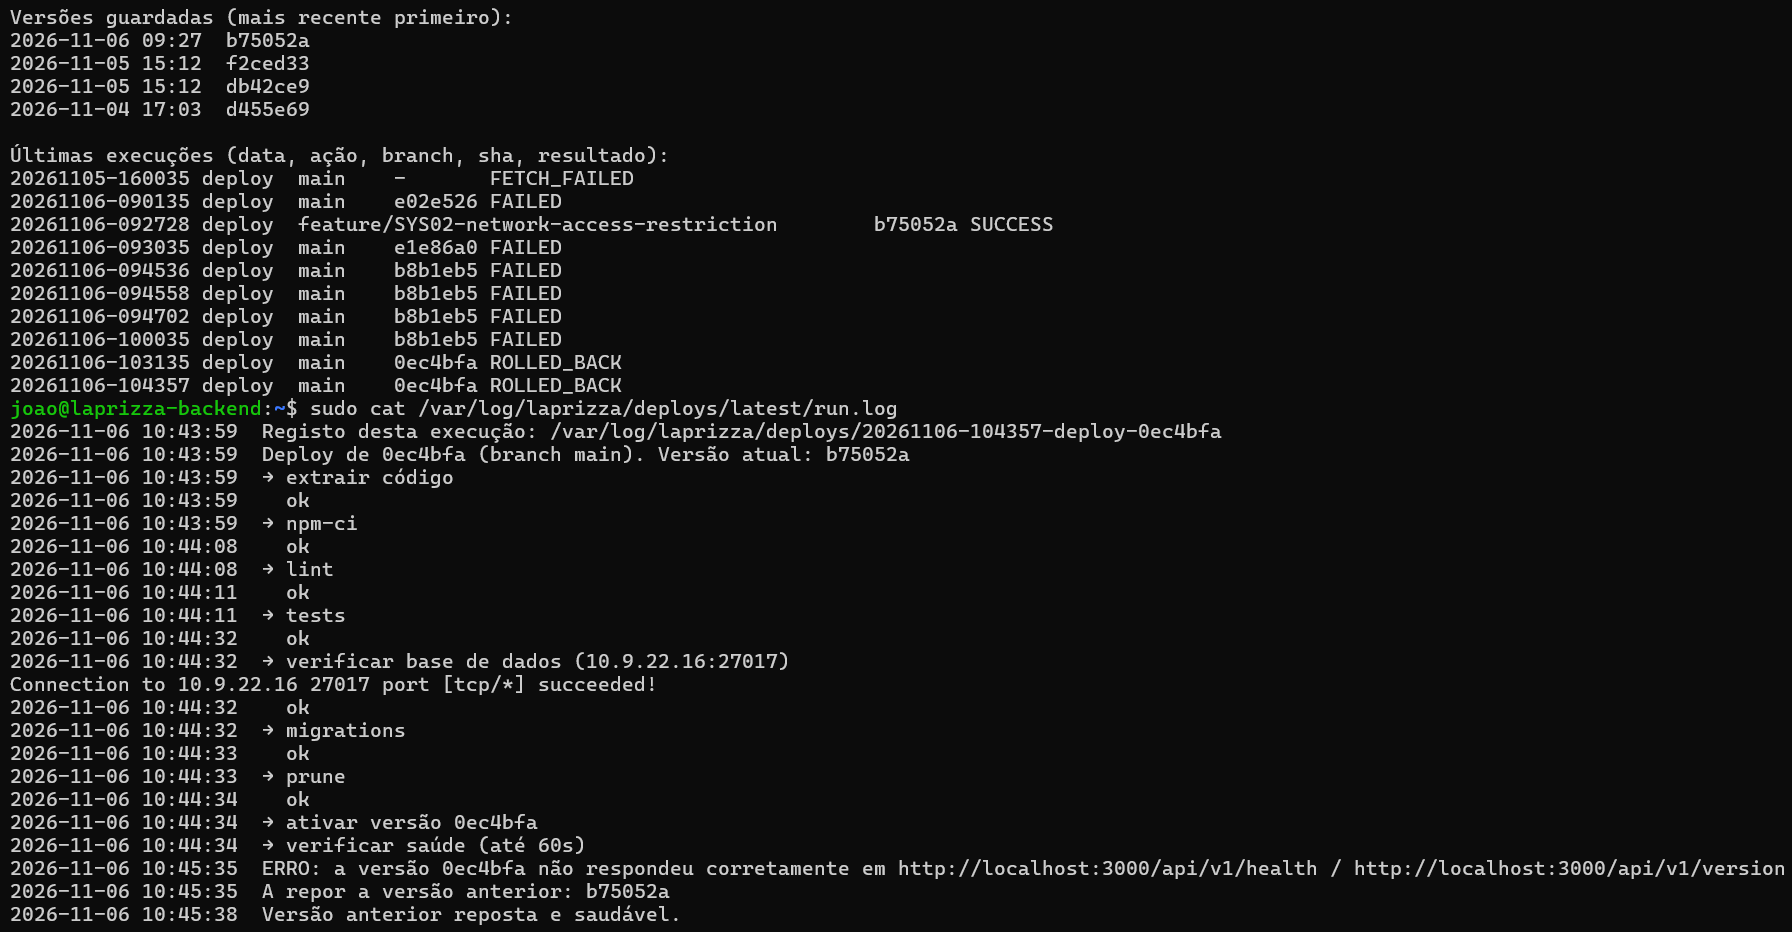 Versões guardadas (mais recente primeiro):
2026-11-06 09:27  b75052a
2026-11-05 15:12  f2ced33
2026-11-05 15:12  db42ce9
2026-11-04 17:03  d455e69

Últimas execuções (data, ação, branch, sha, resultado):
20261105-160035 deploy  main    -       FETCH_FAILED
20261106-090135 deploy  main    e02e526 FAILED
20261106-092728 deploy  feature/SYS02-network-access-restriction        b75052a SUCCESS
20261106-093035 deploy  main    e1e86a0 FAILED
20261106-094536 deploy  main    b8b1eb5 FAILED
20261106-094558 deploy  main    b8b1eb5 FAILED
20261106-094702 deploy  main    b8b1eb5 FAILED
20261106-100035 deploy  main    b8b1eb5 FAILED
20261106-103135 deploy  main    0ec4bfa ROLLED_BACK
20261106-104357 deploy  main    0ec4bfa ROLLED_BACK
joao@laprizza-backend:~$ sudo cat /var/log/laprizza/deploys/latest/run.log
2026-11-06 10:43:59  Registo desta execução: /var/log/laprizza/deploys/20261106-104357-deploy-0ec4bfa
2026-11-06 10:43:59  Deploy de 0ec4bfa (branch main). Versão atual: b75052a
2026-11-06 10:43:59  → extrair código
2026-11-06 10:43:59    ok
2026-11-06 10:43:59  → npm-ci
2026-11-06 10:44:08    ok
2026-11-06 10:44:08  → lint
2026-11-06 10:44:11    ok
2026-11-06 10:44:11  → tests
2026-11-06 10:44:32    ok
2026-11-06 10:44:32  → verificar base de dados (10.9.22.16:27017)
Connection to 10.9.22.16 27017 port [tcp/*] succeeded!
2026-11-06 10:44:32    ok
2026-11-06 10:44:32  → migrations
2026-11-06 10:44:33    ok
2026-11-06 10:44:33  → prune
2026-11-06 10:44:34    ok
2026-11-06 10:44:34  → ativar versão 0ec4bfa
2026-11-06 10:44:34  → verificar saúde (até 60s)
2026-11-06 10:45:35  ERRO: a versão 0ec4bfa não respondeu corretamente em http://localhost:3000/api/v1/health / http://localhost:3000/api/v1/version
2026-11-06 10:45:35  A repor a versão anterior: b75052a
2026-11-06 10:45:38  Versão anterior reposta e saudável.